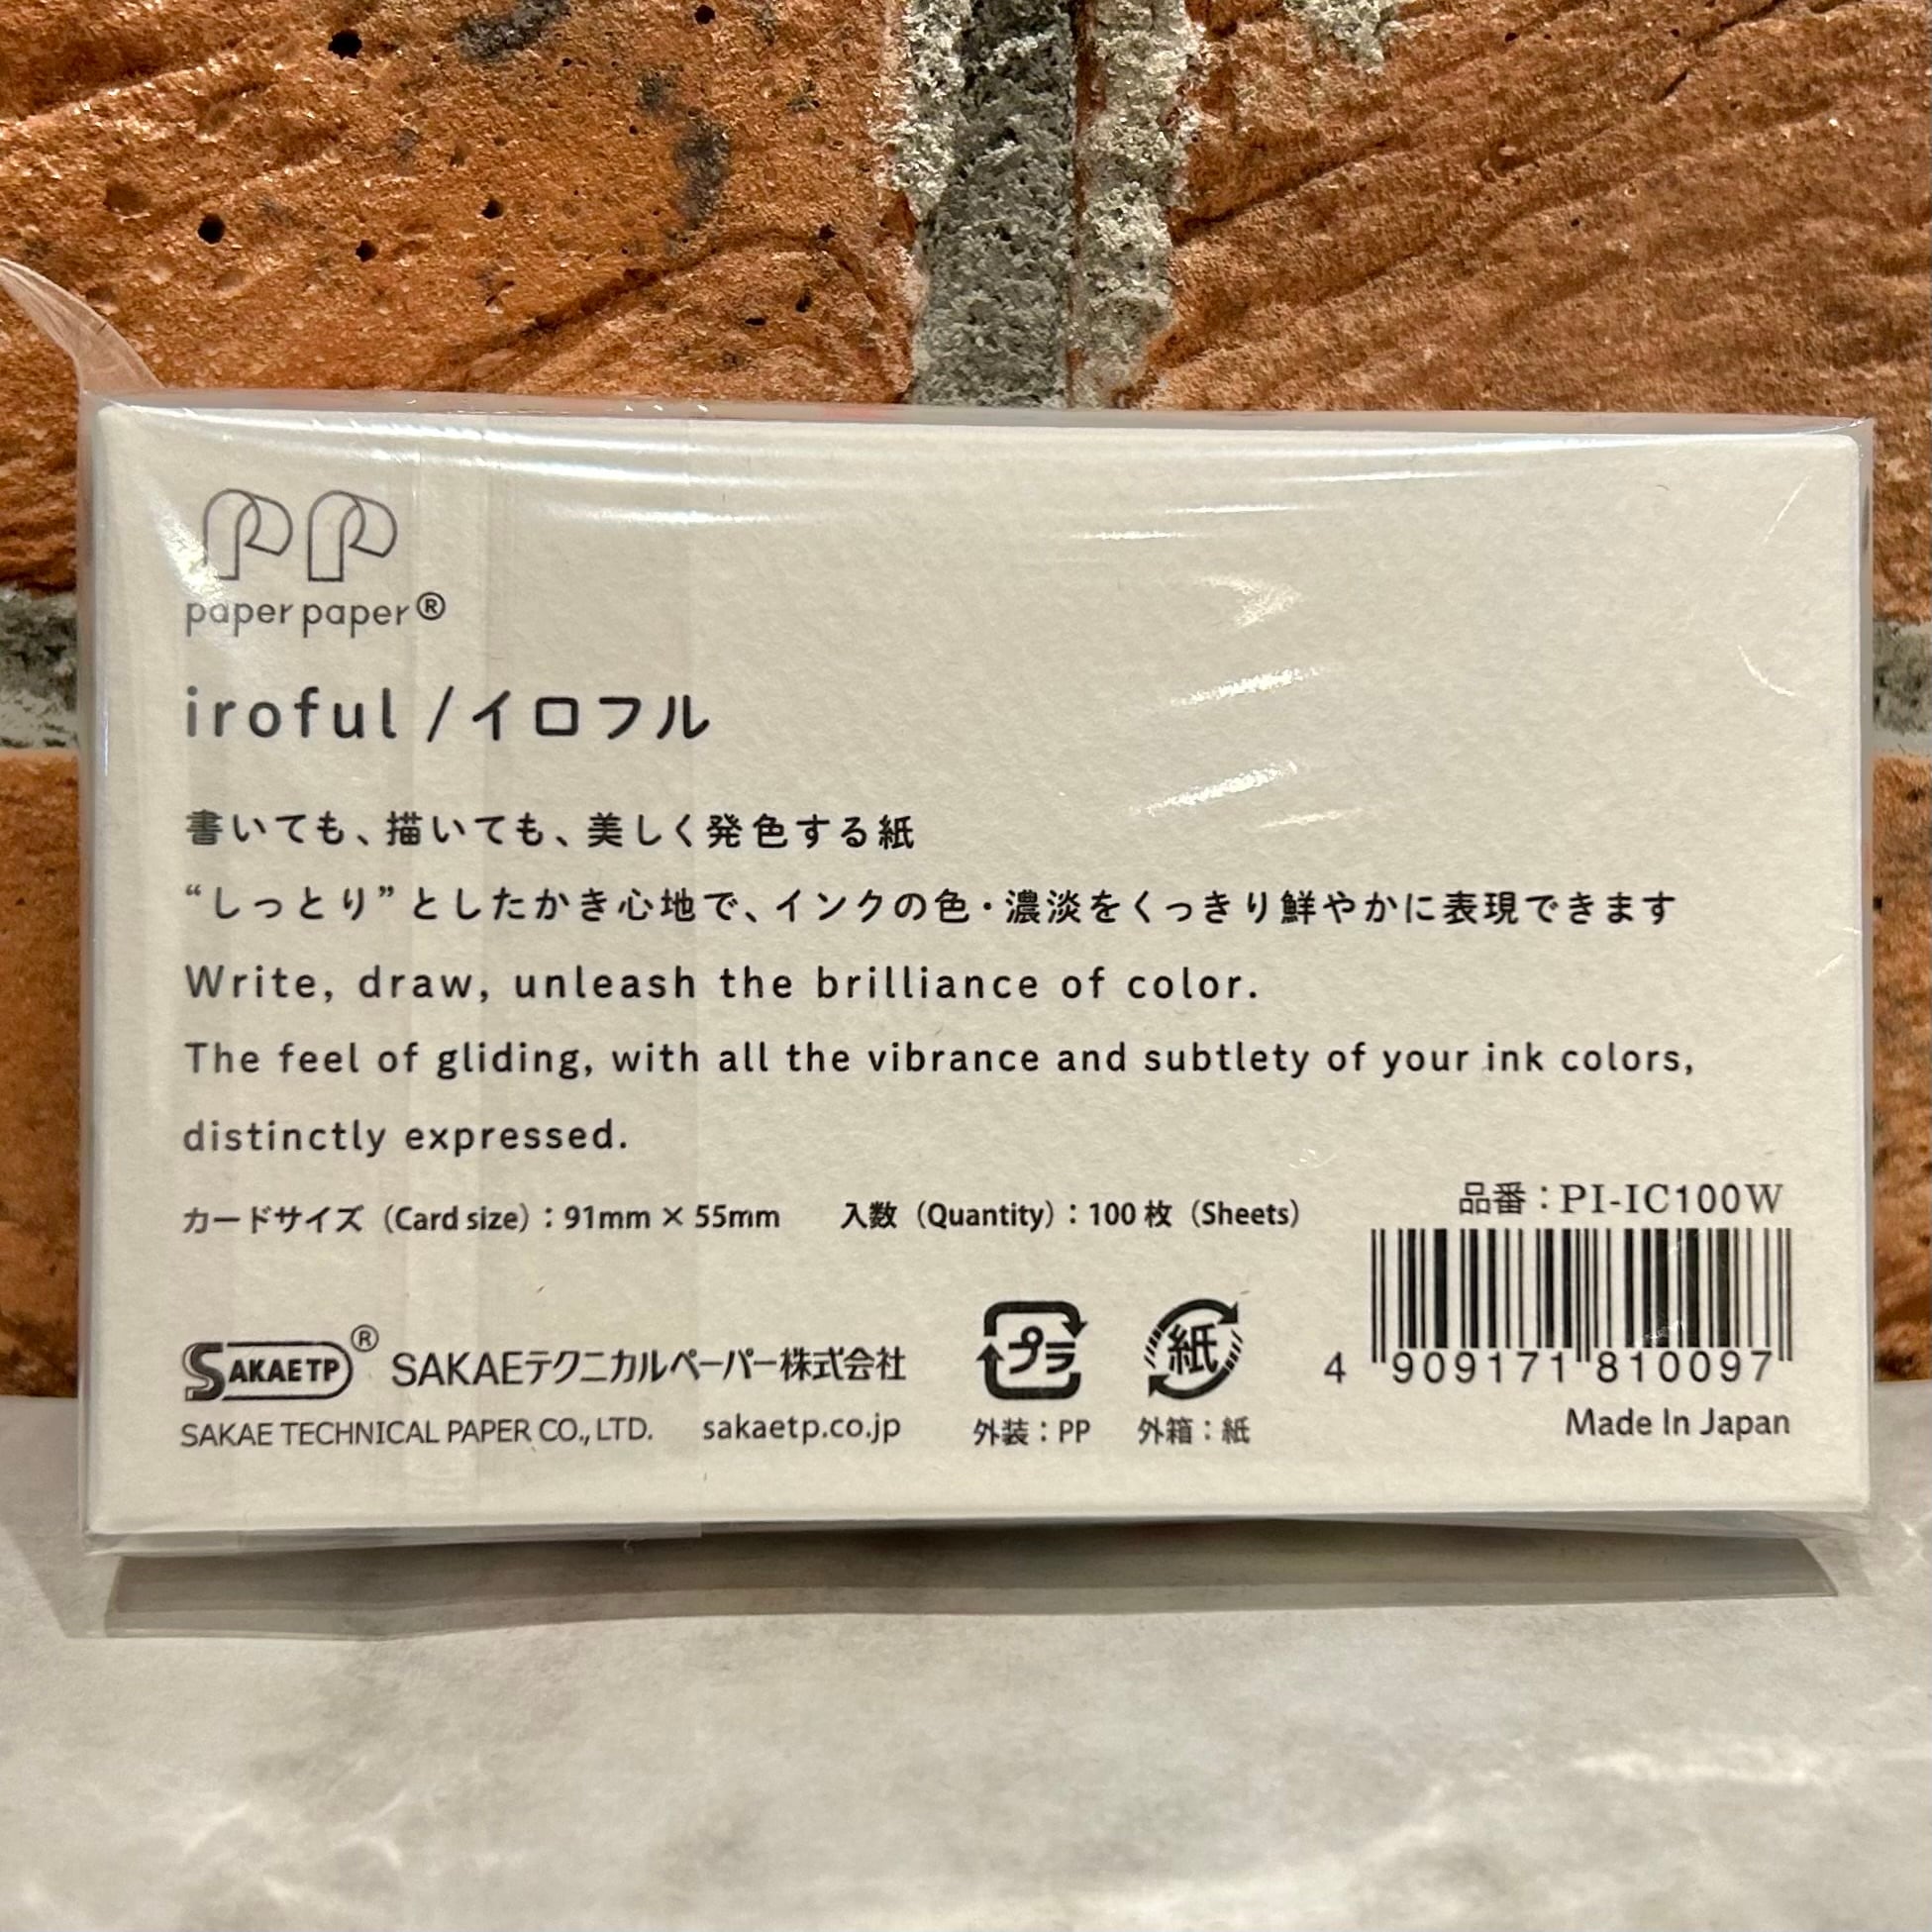 PP
paper paper®
iroful / イロフル
書いても、描いても、美しく発色する紙
“しっとり”としたかき心地で、インクの色・濃淡をくっきり鮮やかに表現できます
Write, draw, unleash the brilliance of color.
The feel of gliding, with all the vibrance and subtlety of your ink colors,
distinctly expressed.
カードサイズ（Card size）：91mm × 55mm 入数（Quantity）：100 枚（Sheets）
品番：PI-IC100W
4 909171 810097
Made In Japan
SAKAETP® SAKAEテクニカルペーパー株式会社
SAKAE TECHNICAL PAPER CO., LTD. sakaetp.co.jp
プラ
外装：PP
紙
外箱：紙